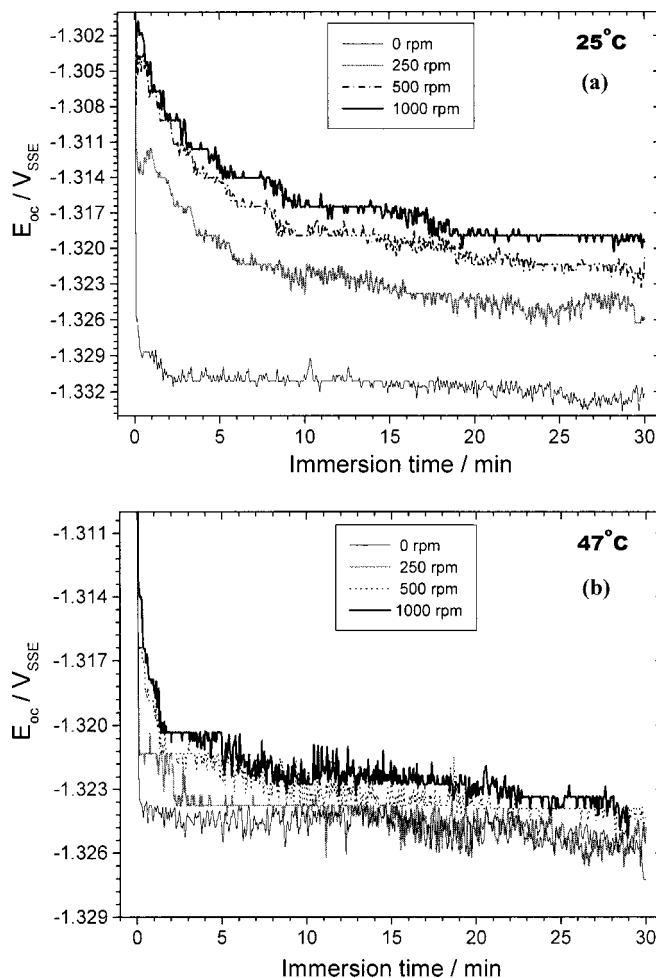 0 rpm
250 rpm
500 rpm
1000 rpm
25°C
(a)
-1.302
-1.305
-1.308
-1.311
-1.314
-1.317
-1.320
-1.323
-1.326
-1.329
-1.332
E_oc / V_SSE
0 5 10 15 20 25 30
Immersion time / min
0 rpm
250 rpm
500 rpm
1000 rpm
47°C
(b)
-1.311
-1.314
-1.317
-1.320
-1.323
-1.326
-1.329
E_oc / V_SSE
0 5 10 15 20 25 30
Immersion time / min